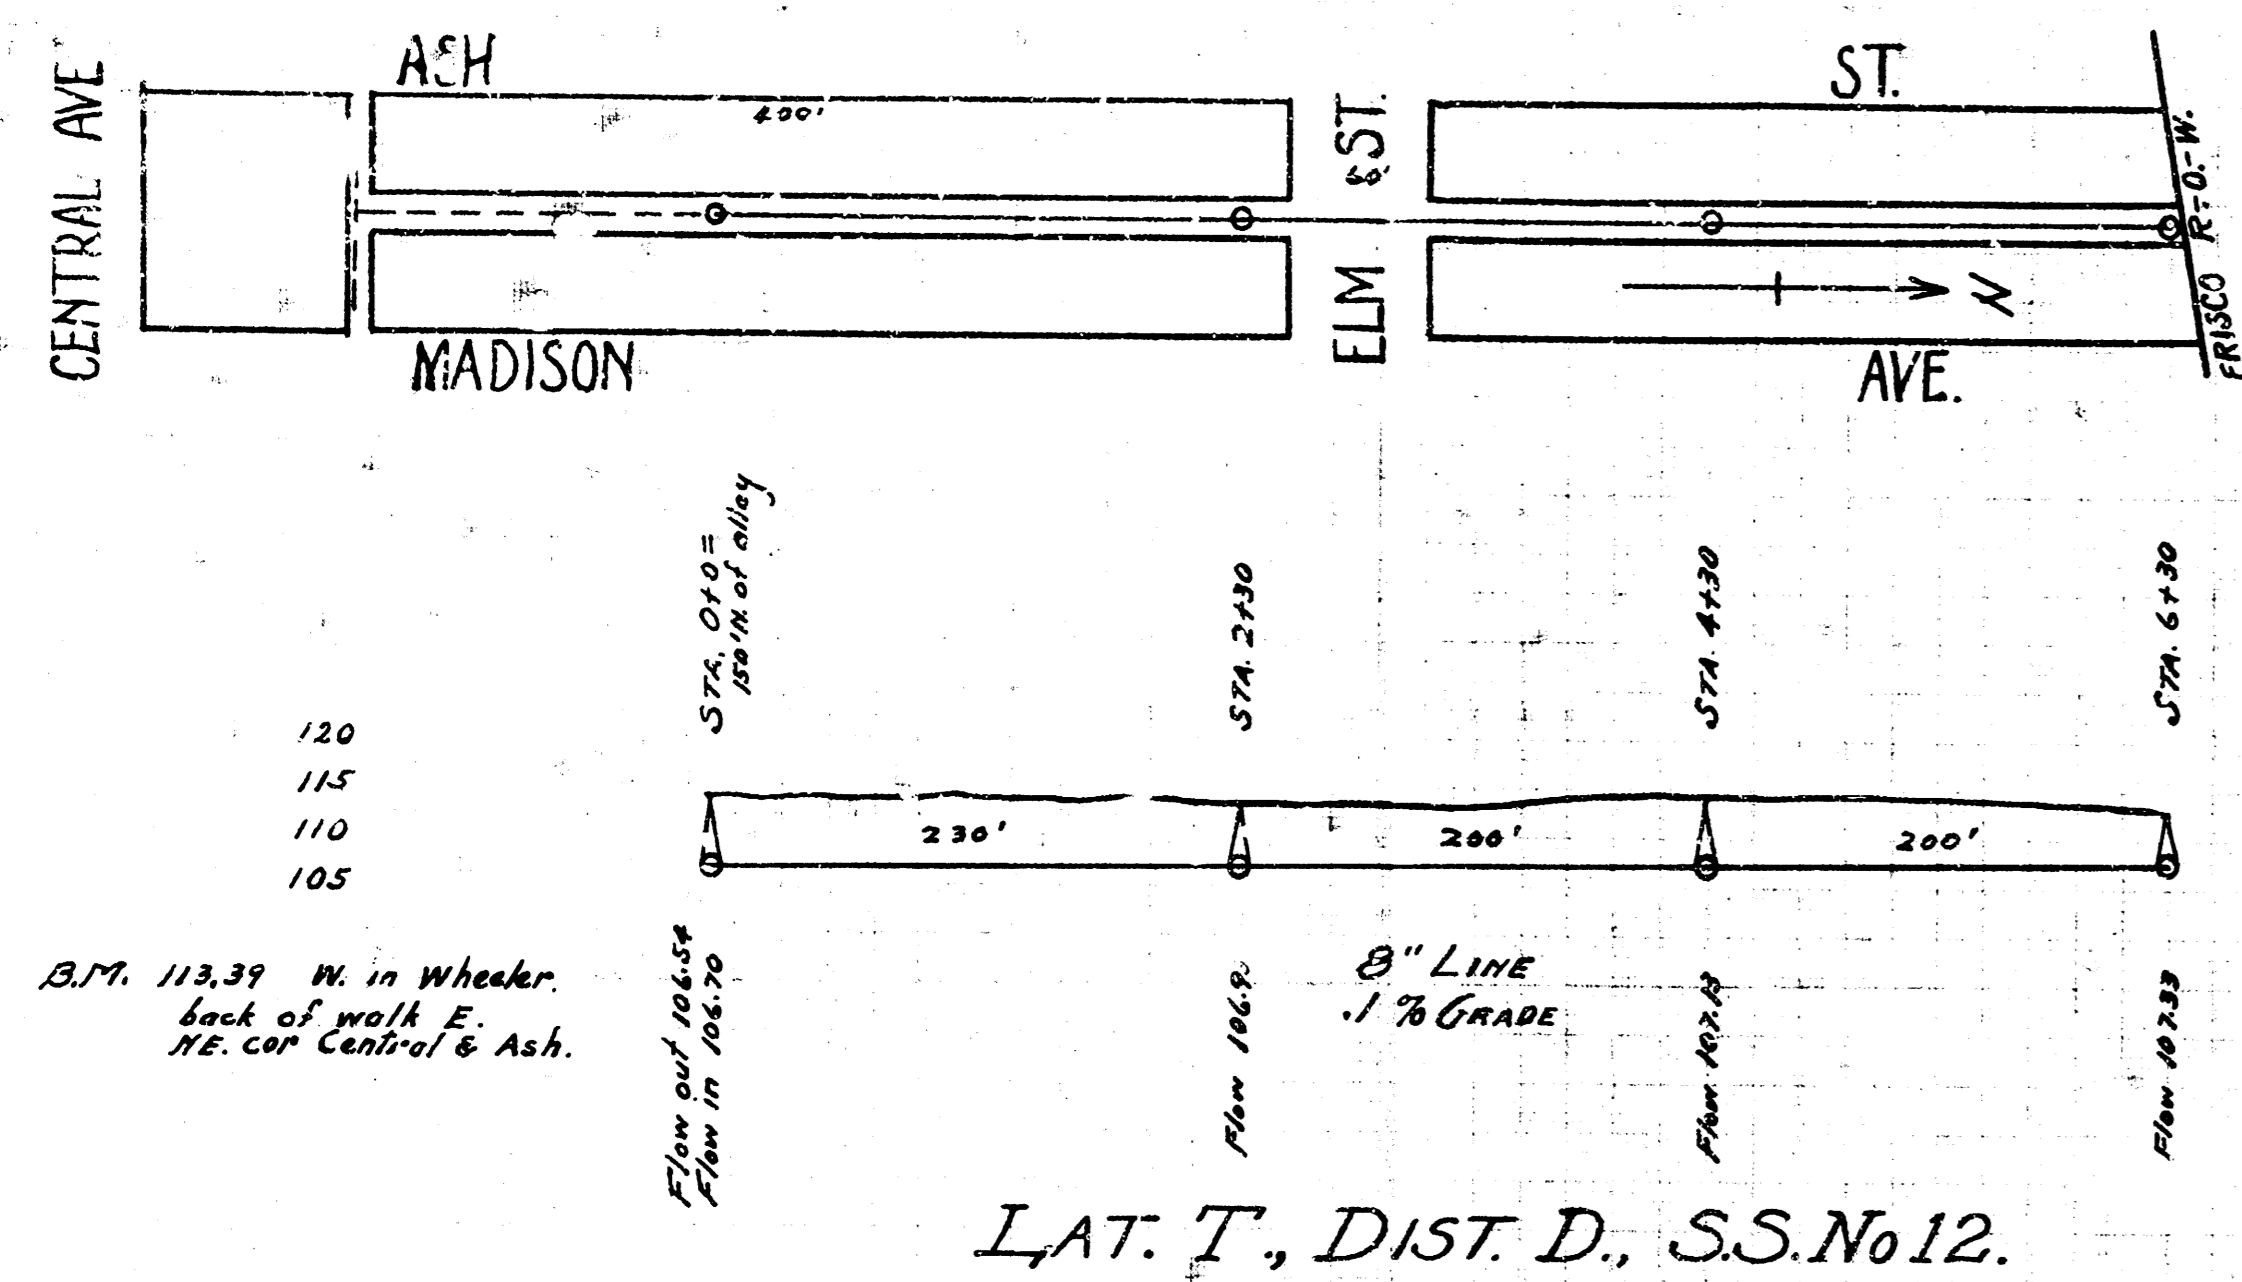 CENTRAL AVE
ASH
ST.
400'
ELM ST.
60'
MADISON
AVE.
N
FRISCO R-O-W.
STA. 0+0=
150' N. of alley
STA. 2+30
STA. 4+30
STA. 6+30
120
115
110
105
230'
200'
200'
B.M. 113.39 W. in Wheeler.
back of walk E.
NE. cor Central & Ash.
Flow out 106.54
Flow in 106.70
Flow 106.9
8" LINE
.1 % GRADE
Flow 107.13
Flow 107.33
LAT. T., DIST. D., S.S. No 12.